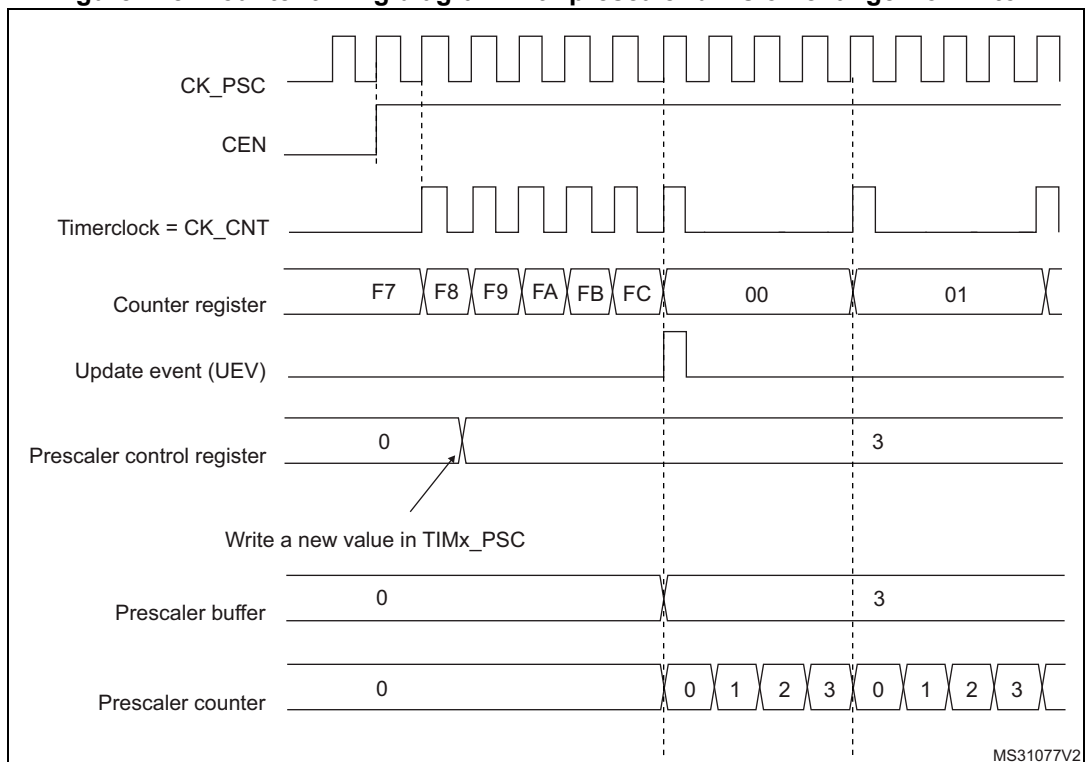 CK_PSC
CEN
Timerclock = CK_CNT
Counter register
F7 F8 F9 FA FB FC 00 01
Update event (UEV)
Prescaler control register
0 3
Write a new value in TIMx_PSC
Prescaler buffer
0 3
Prescaler counter
0 0 1 2 3 0 1 2 3
MS31077V2